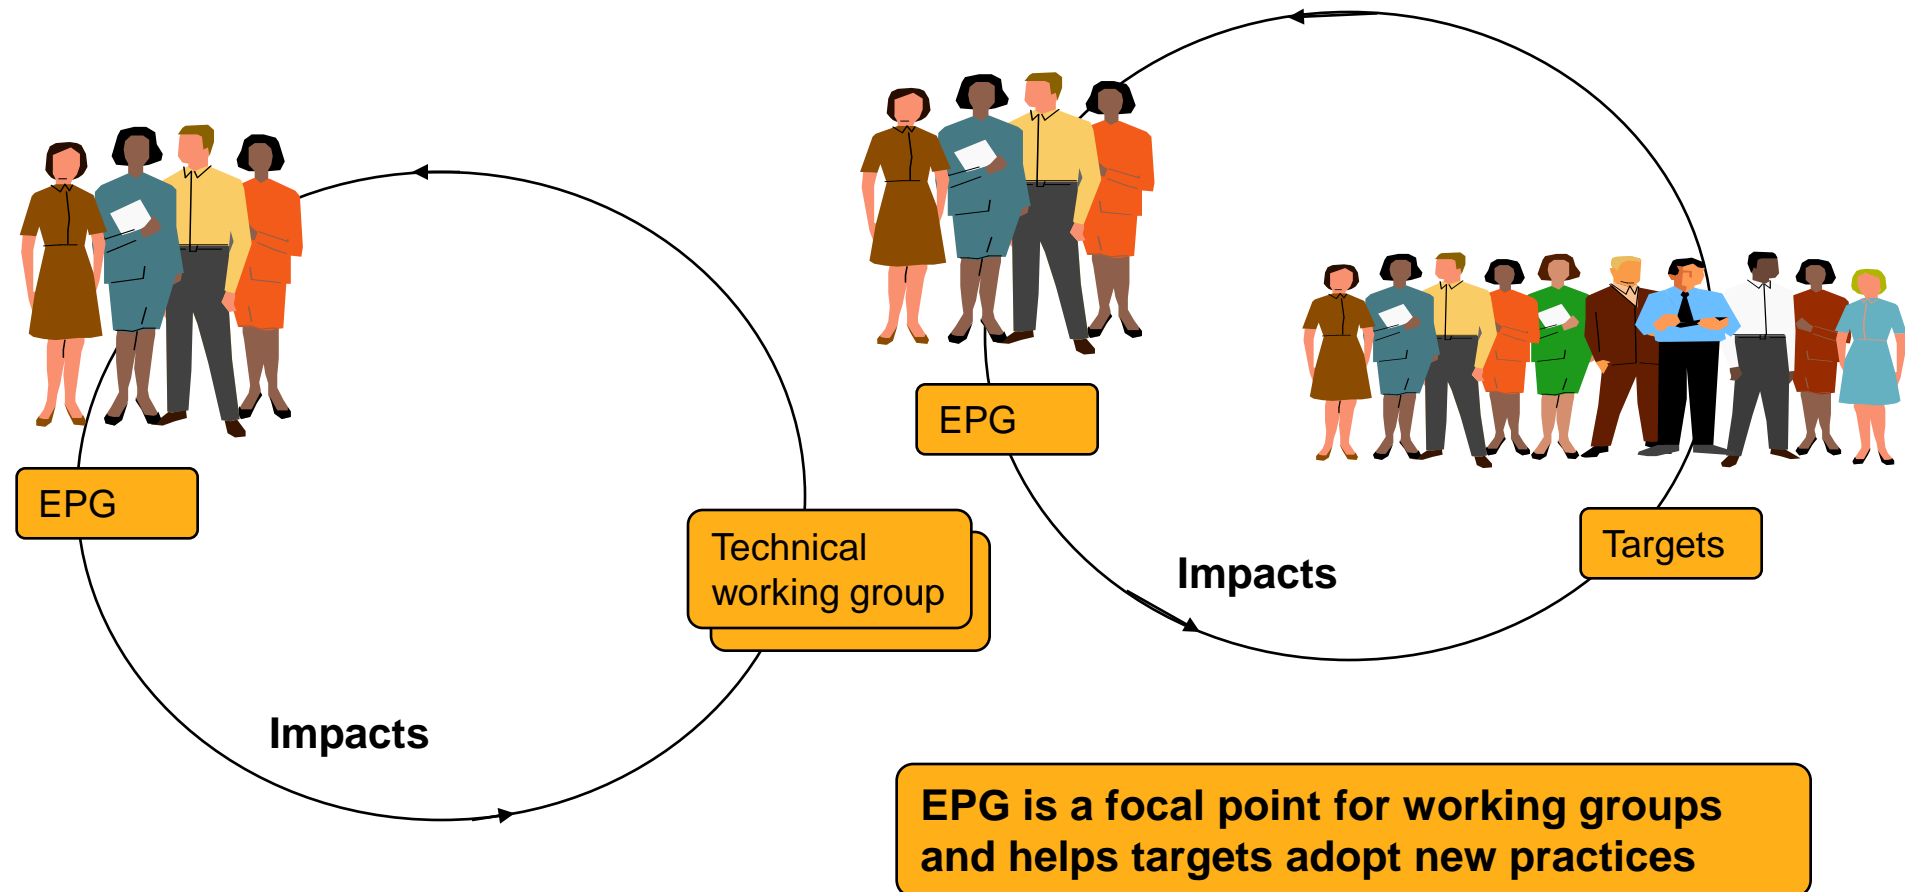 EPG
Technical
working group
Impacts
EPG
Impacts
Targets
EPG is a focal point for working groups
and helps targets adopt new practices